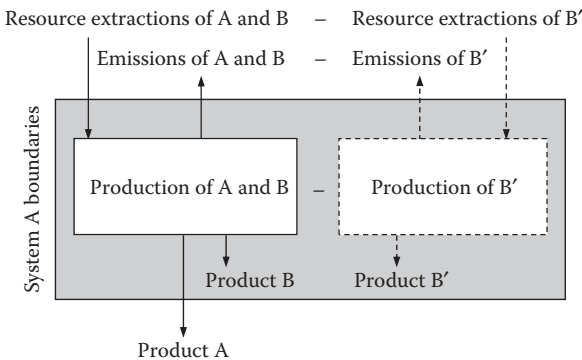 Resource extractions of A and B – Resource extractions of B′
Emissions of A and B – Emissions of B′
System A boundaries
Production of A and B – Production of B′
Product B Product B′
Product A